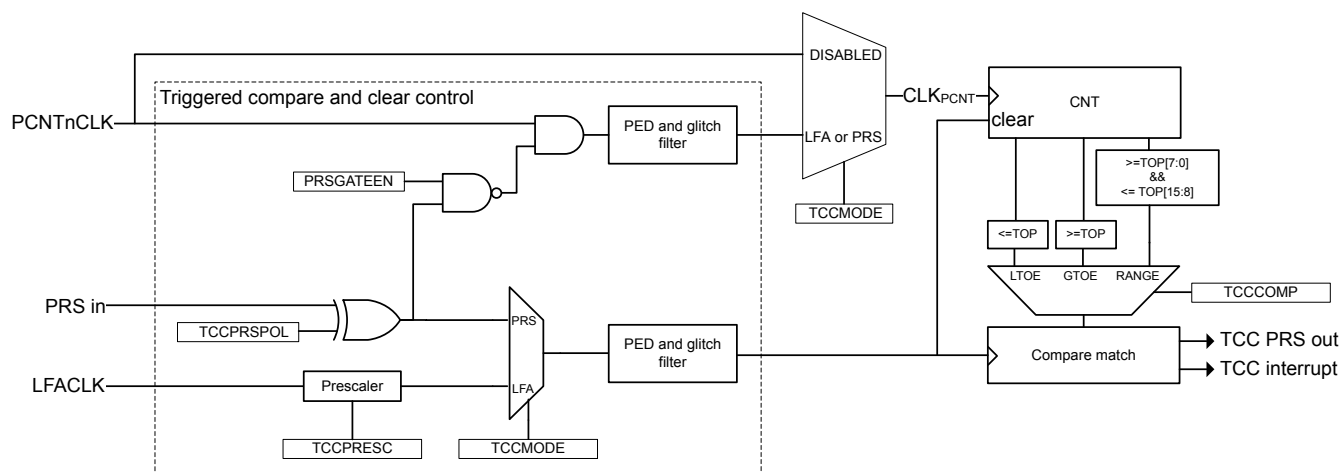 DISABLED
Triggered compare and clear control
PCNTnCLK
CLKPCNT
CNT
clear
PED and glitch
filter
LFA or PRS
>=TOP[7:0]
&&
<= TOP[15:8]
PRSGATEEN
TCCMODE
<=TOP
>=TOP
LTOE
GTOE
RANGE
TCCCOMP
PRS in
TCCPRSPOL
PRS
PED and glitch
filter
Compare match
TCC PRS out
TCC interrupt
LFACLK
Prescaler
LFA
TCCPRESC
TCCMODE